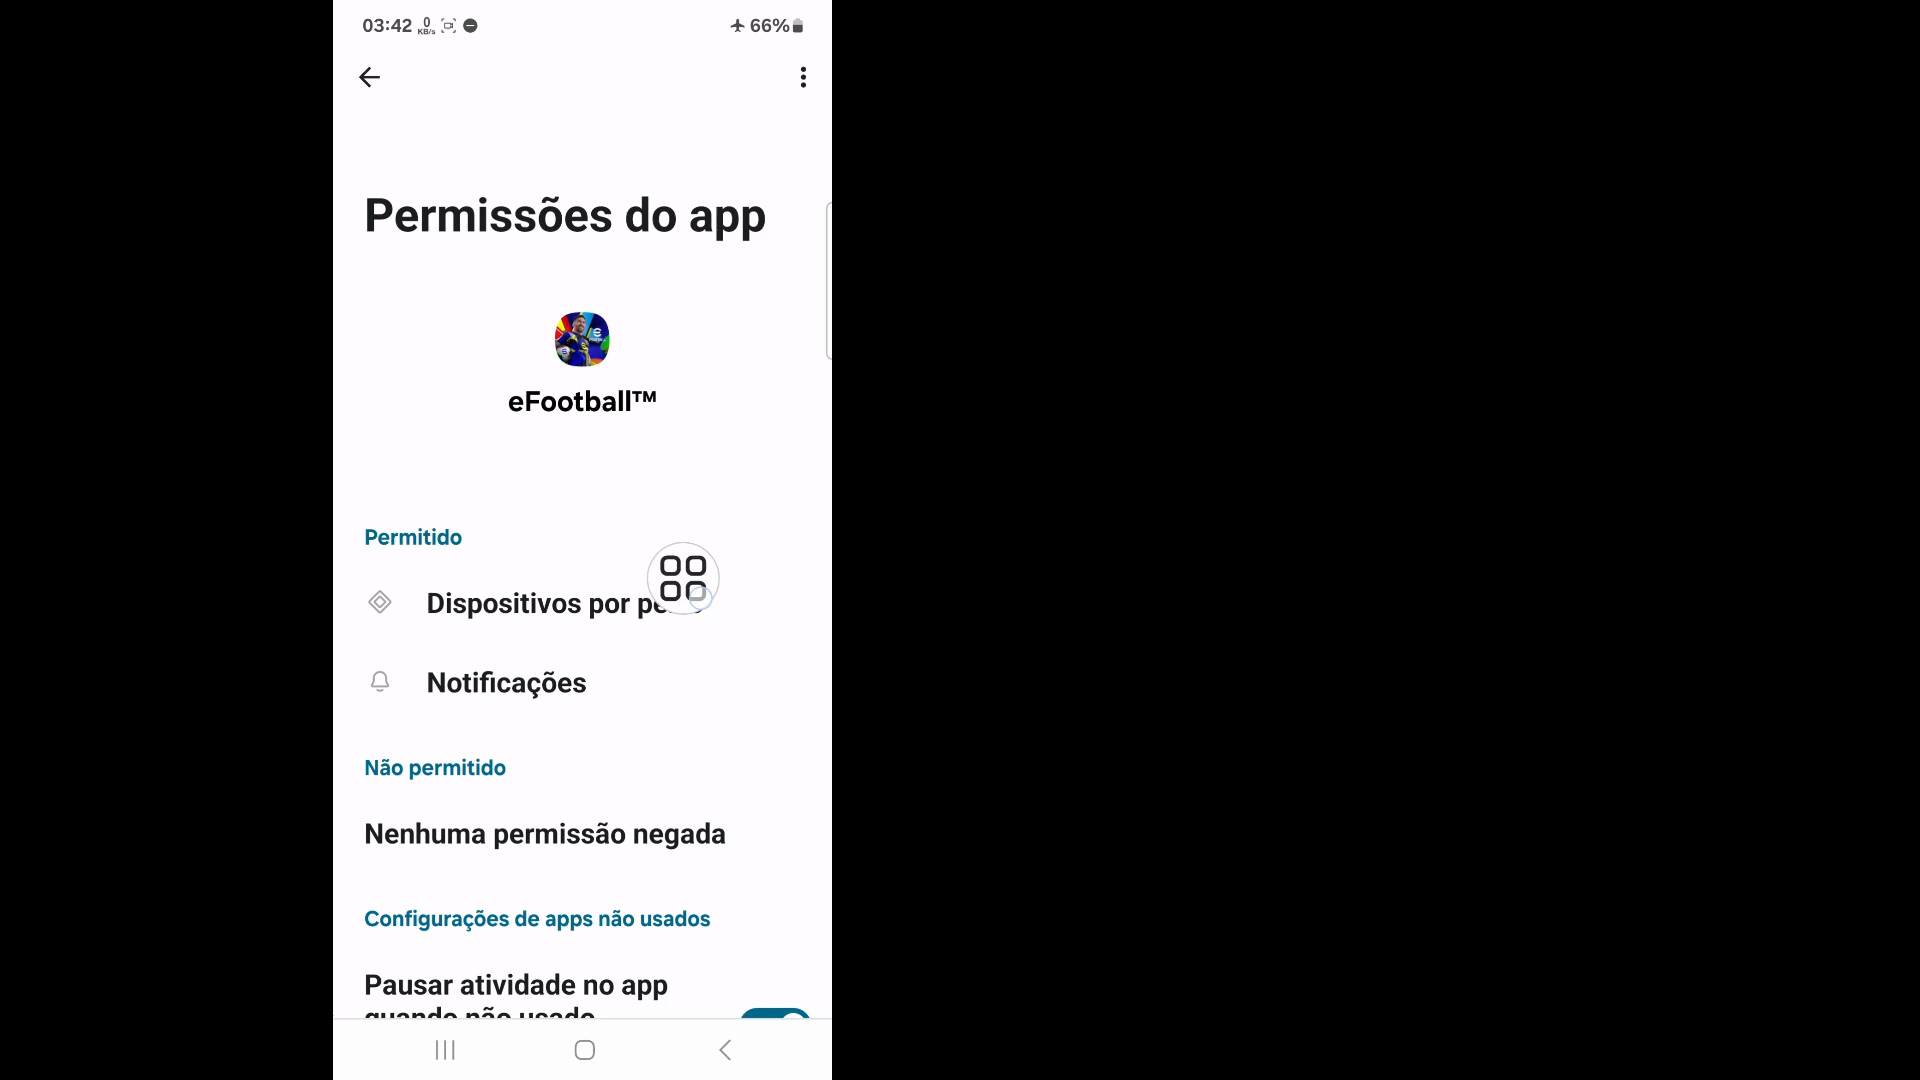 03:42 0 KB/s 66%
Permissões do app
eFootball™
Permitido
Dispositivos por
Notificações
Não permitido
Nenhuma permissão negada
Configurações de apps não usados
Pausar atividade no app
quando não usado